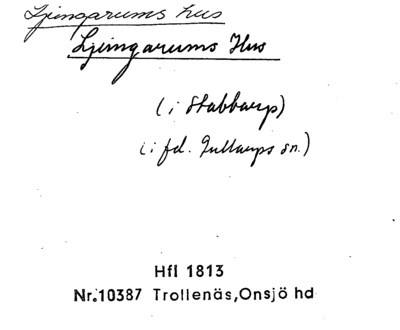 Ljungarums hus
Ljungarums Hus
(i Stabbarp)
(i fd. Gullarps sn.)
Hfl 1813
Nr.10387 Trollenäs,Onsjö hd